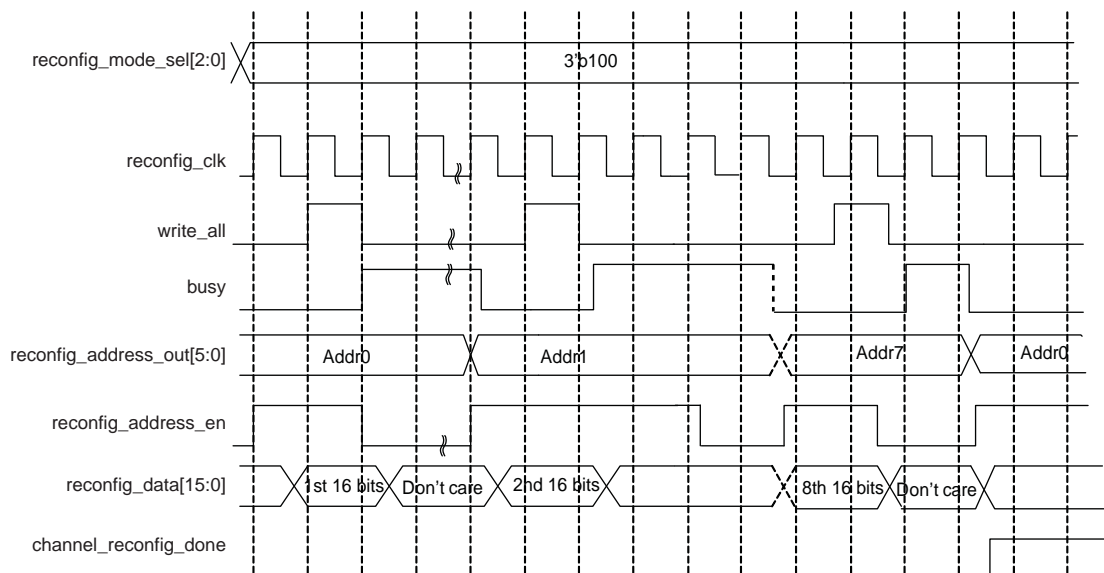 reconfig_mode_sel[2:0] 3'b100
reconfig_clk
write_all
busy
reconfig_address_out[5:0] Addr0 Addr1 Addr7 Addr0
reconfig_address_en
reconfig_data[15:0] 1st 16 bits Don't care 2nd 16 bits 8th 16 bits Don't care
channel_reconfig_done